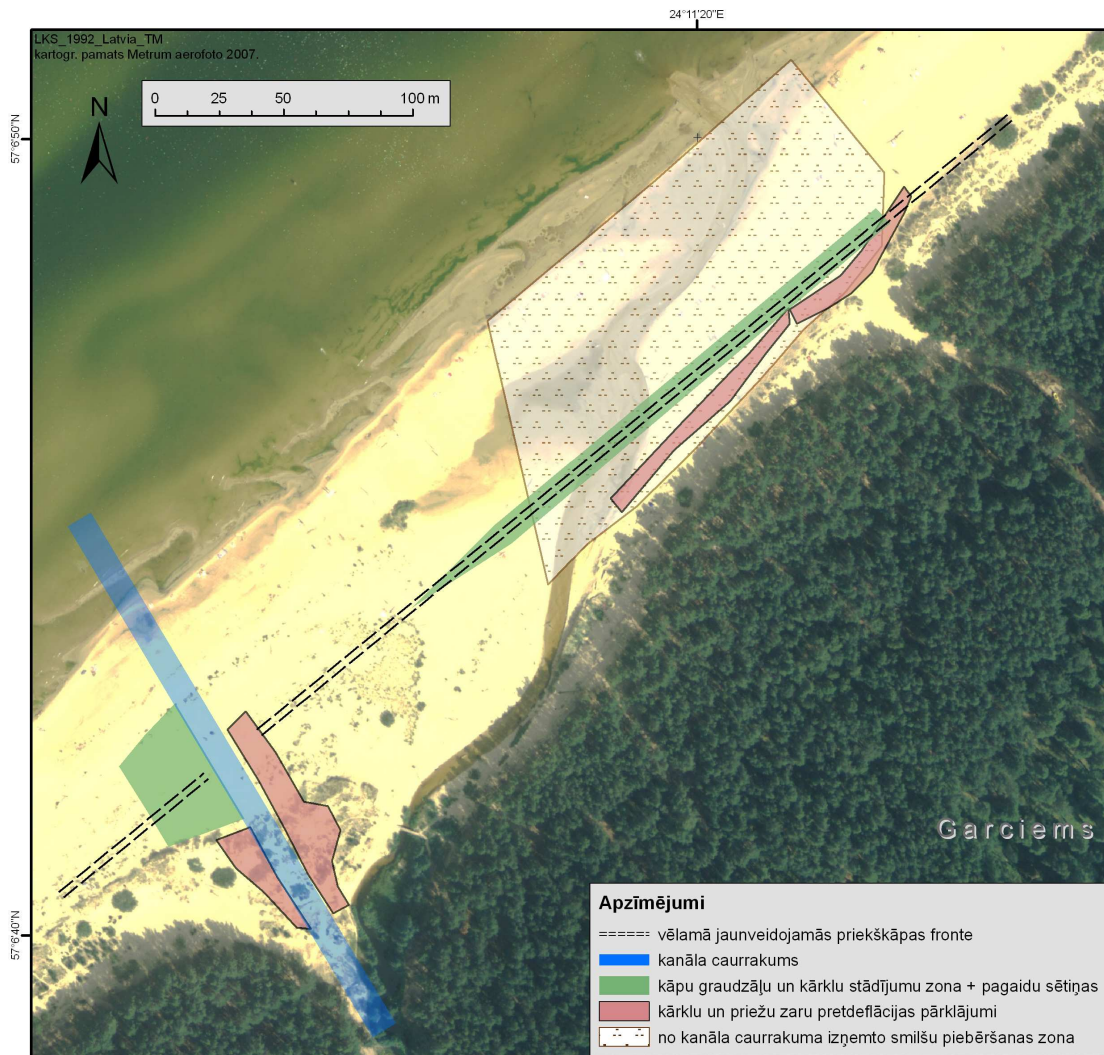 24°11'20"
LKS_1992_Latvia_TM
kartogr. pamats Metrum aerofoto 2007.
0 25 50 100 m
N
57°6'50"N
Garciems
57°6'40"N
Apzīmējumi
vēlamā jaunveidojamās priekškāpas fronte
kanāla caurrakums
kāpu graudzāļu un kārklu stādījumu zona + pagaidu sētiņas
kārklu un priežu zaru pretdeflācijas pārklājumi
no kanāla caurrakuma izņemto smilšu piebēršanas zona